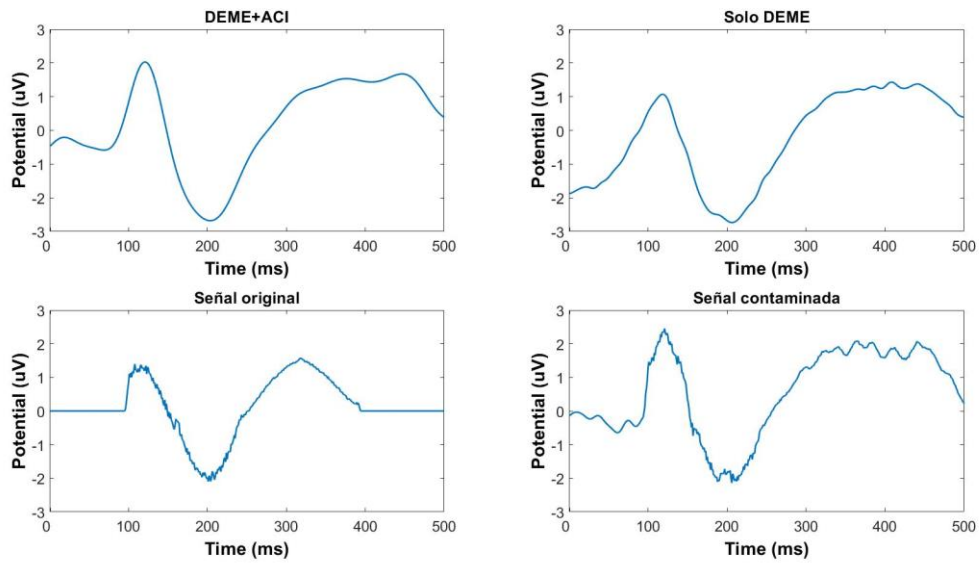 DEME+ACI
Potential (uV)
3
2
1
0
-1
-2
-3
0 100 200 300 400 500
Time (ms)
Solo DEME
Potential (uV)
3
2
1
0
-1
-2
-3
0 100 200 300 400 500
Time (ms)
Señal original
Potential (uV)
3
2
1
0
-1
-2
-3
0 100 200 300 400 500
Time (ms)
Señal contaminada
Potential (uV)
3
2
1
0
-1
-2
-3
0 100 200 300 400 500
Time (ms)